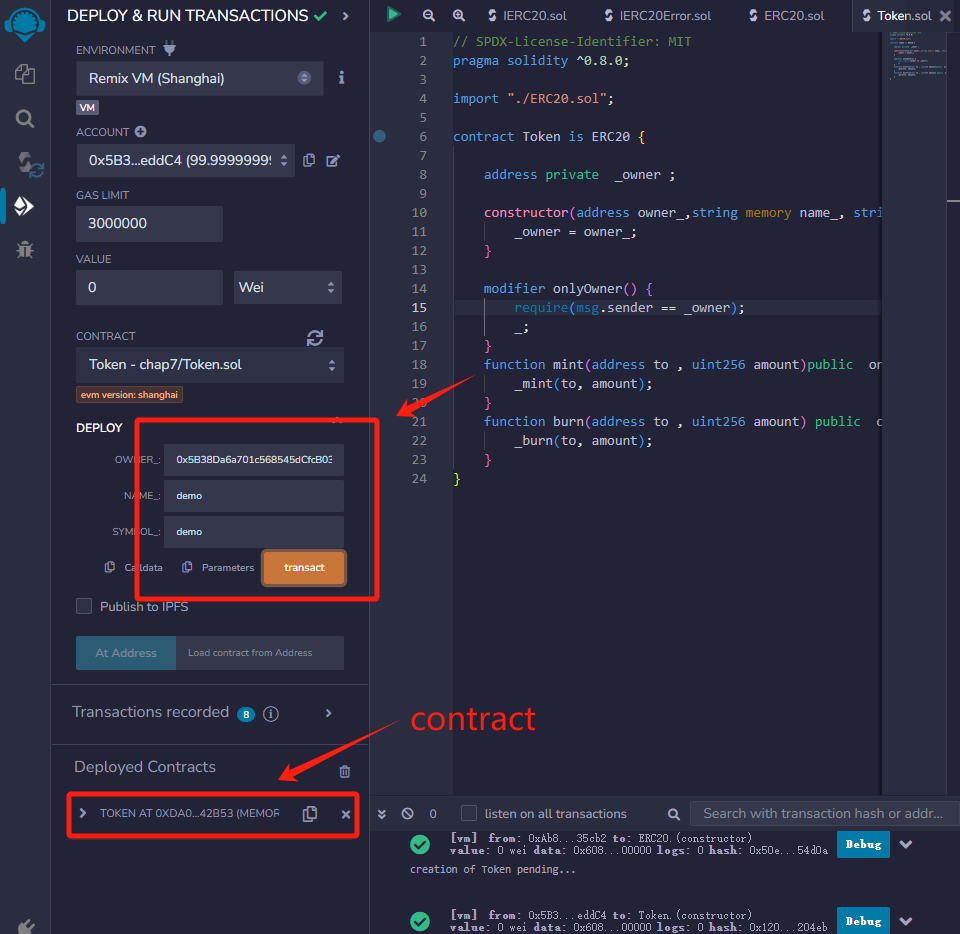 DEPLOY & RUN TRANSACTIONS
ENVIRONMENT
Remix VM (Shanghai)
VM
ACCOUNT
0x5B3...eddC4 (99.99999999
GAS LIMIT
3000000
VALUE
0
Wei
CONTRACT
Token - chap7/Token.sol
evm version: shanghai
DEPLOY
OWNER_:
0x5B38Da6a701c568545dCfcB03
NAME_:
demo
SYMBOL_:
demo
Calldata
Parameters
transact
Publish to IPFS
At Address
Load contract from Address
Transactions recorded 8 i
Deployed Contracts
TOKEN AT 0XDA0...42B53 (MEMOR
contract
IERC20.sol
IERC20Error.sol
ERC20.sol
Token.sol
1 // SPDX-License-Identifier: MIT
2 pragma solidity ^0.8.0;
3
4 import "./ERC20.sol";
5
6 contract Token is ERC20 {
7
8 address private _owner ;
9
10 constructor(address owner_,string memory name_, stri
11 _owner = owner_;
12 }
13
14 modifier onlyOwner() {
15 require(msg.sender == _owner);
16 _;
17 }
18 function mint(address to , uint256 amount)public on
19 _mint(to, amount);
20 }
21 function burn(address to , uint256 amount) public o
22 _burn(to, amount);
23 }
24 }
0
listen on all transactions
Search with transaction hash or addr...
[vm] from: 0xAb8...35cb2 to: ERC20.(constructor)
value: 0 wei data: 0x608...00000 logs: 0 hash: 0x50e...54d0a
Debug
creation of Token pending...
[vm] from: 0x5B3...eddC4 to: Token.(constructor)
value: 0 wei data: 0x608...00000 logs: 0 hash: 0x120...204eb
Debug